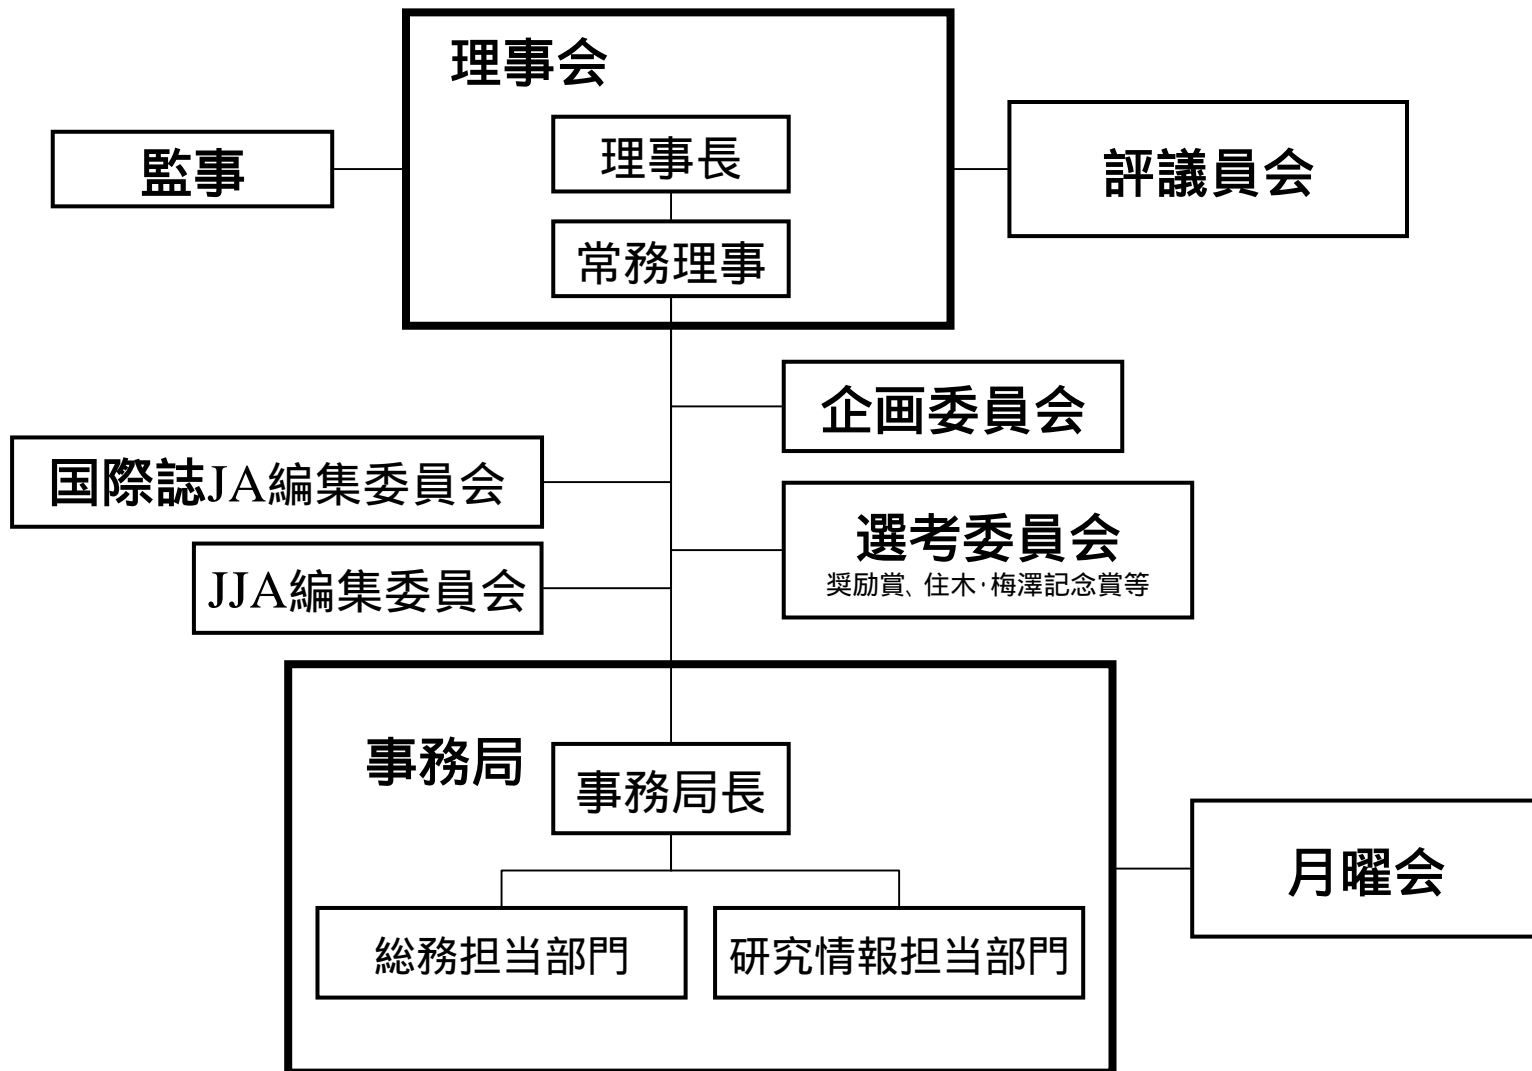 理事会
理事長
監事
評議員会
常務理事
企画委員会
国際誌JA編集委員会
選考委員会
奨励賞、住木・梅澤記念賞等
JJA編集委員会
事務局
事務局長
月曜会
総務担当部門
研究情報担当部門